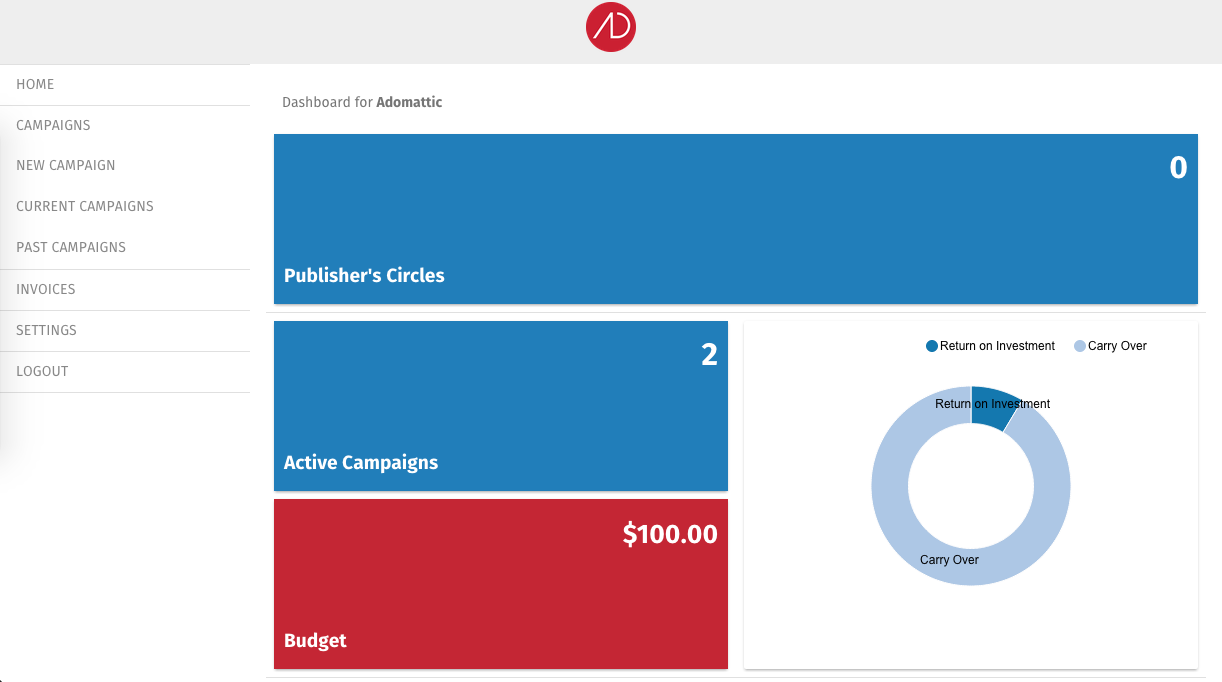 AD
HOME
CAMPAIGNS
NEW CAMPAIGN
CURRENT CAMPAIGNS
PAST CAMPAIGNS
INVOICES
SETTINGS
LOGOUT
Dashboard for Adomattic
0
Publisher's Circles
2
Active Campaigns
$100.00
Budget
Return on Investment Carry Over
Return on Investment
Carry Over